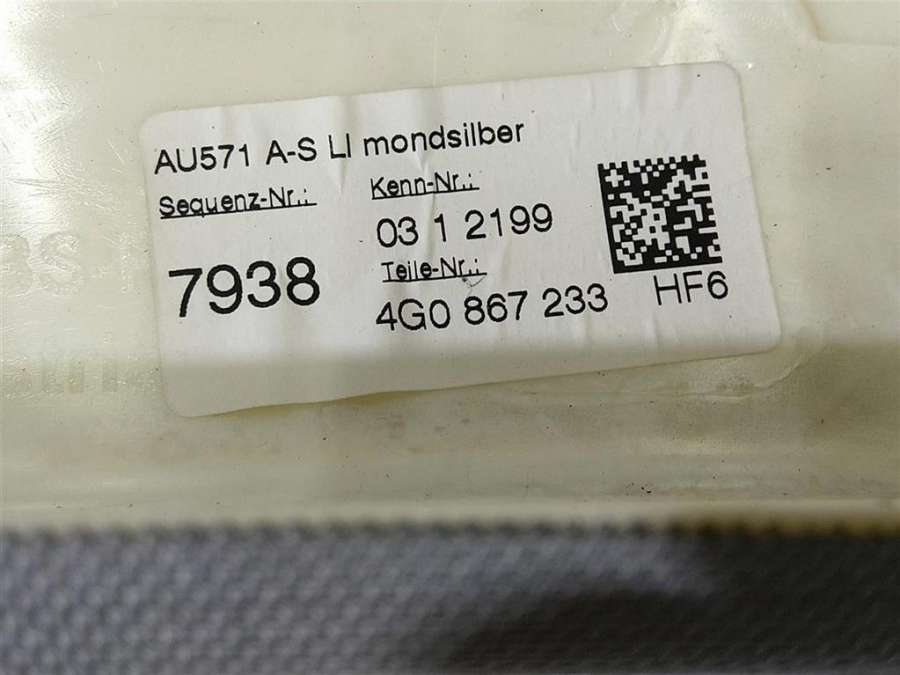 AU571 A-S LI mondsilber
Sequenz-Nr.:
Kenn-Nr.:
7938
03 1 2199
Teile-Nr.:
4G0 867 233
HF6